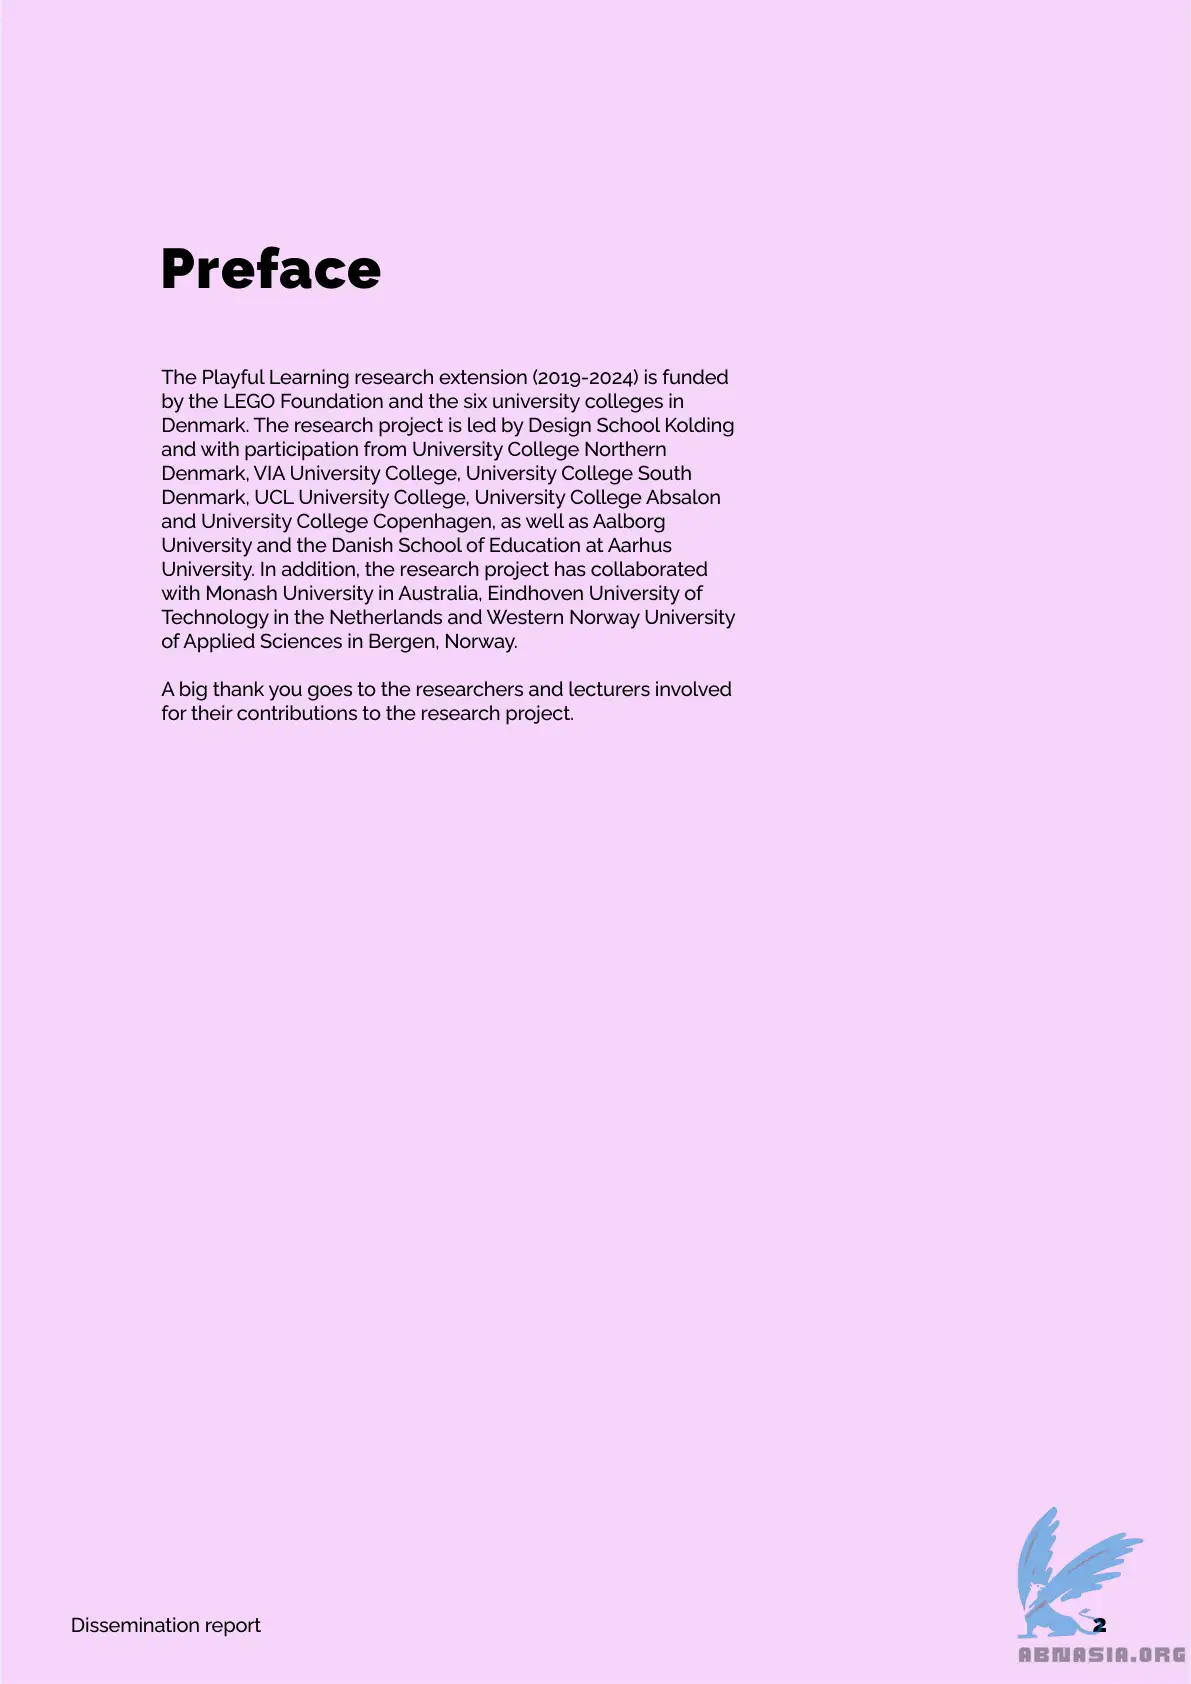 Preface
The Playful Learning research extension (2019-2024) is funded
by the LEGO Foundation and the six university colleges in
Denmark. The research project is led by Design School Kolding
and with participation from University College Northern
Denmark, VIA University College, University College South
Denmark, UCL University College, University College Absalon
and University College Copenhagen, as well as Aalborg
University and the Danish School of Education at Aarhus
University. In addition, the research project has collaborated
with Monash University in Australia, Eindhoven University of
Technology in the Netherlands and Western Norway University
of Applied Sciences in Bergen, Norway.
A big thank you goes to the researchers and lecturers involved
for their contributions to the research project.
Dissemination report
2
ABNASIA.ORG